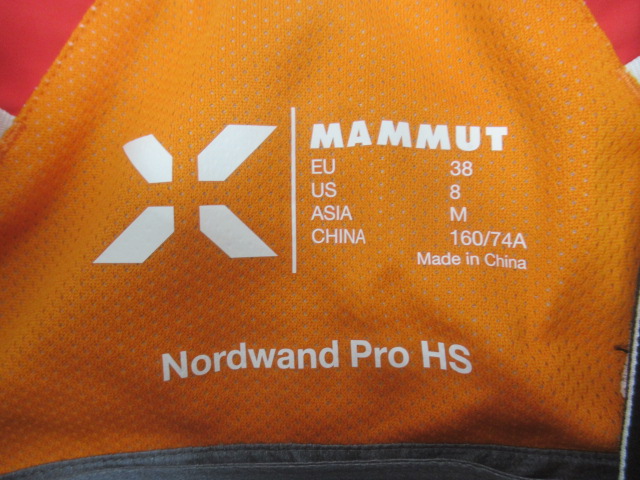 MAMMUT
EU 38
US 8
ASIA M
CHINA 160/74A
Made in China
Nordwand Pro HS